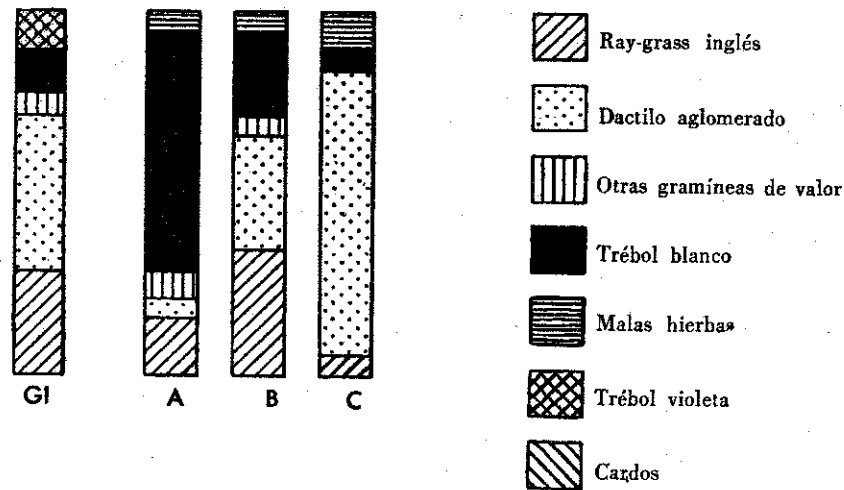 Ray-grass inglés
Dactilo aglomerado
Otras gramíneas de valor
Trébol blanco
Malas hierbas
Trébol violeta
Cardos
GI A B C